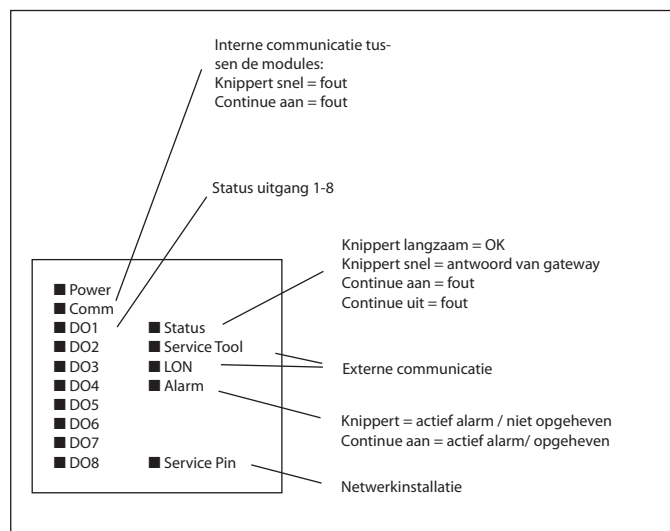 Interne communicatie tus-
sen de modules:
Knippert snel = fout
Continue aan = fout
Status uitgang 1-8
Knippert langzaam = OK
Knippert snel = antwoord van gateway
Continue aan = fout
Continue uit = fout
Power
Comm
DO1
DO2
DO3
DO4
DO5
DO6
DO7
DO8
Status
Service Tool
LON
Alarm
Service Pin
Externe communicatie
Knippert = actief alarm / niet opgeheven
Continue aan = actief alarm/ opgeheven
Netwerkinstallatie